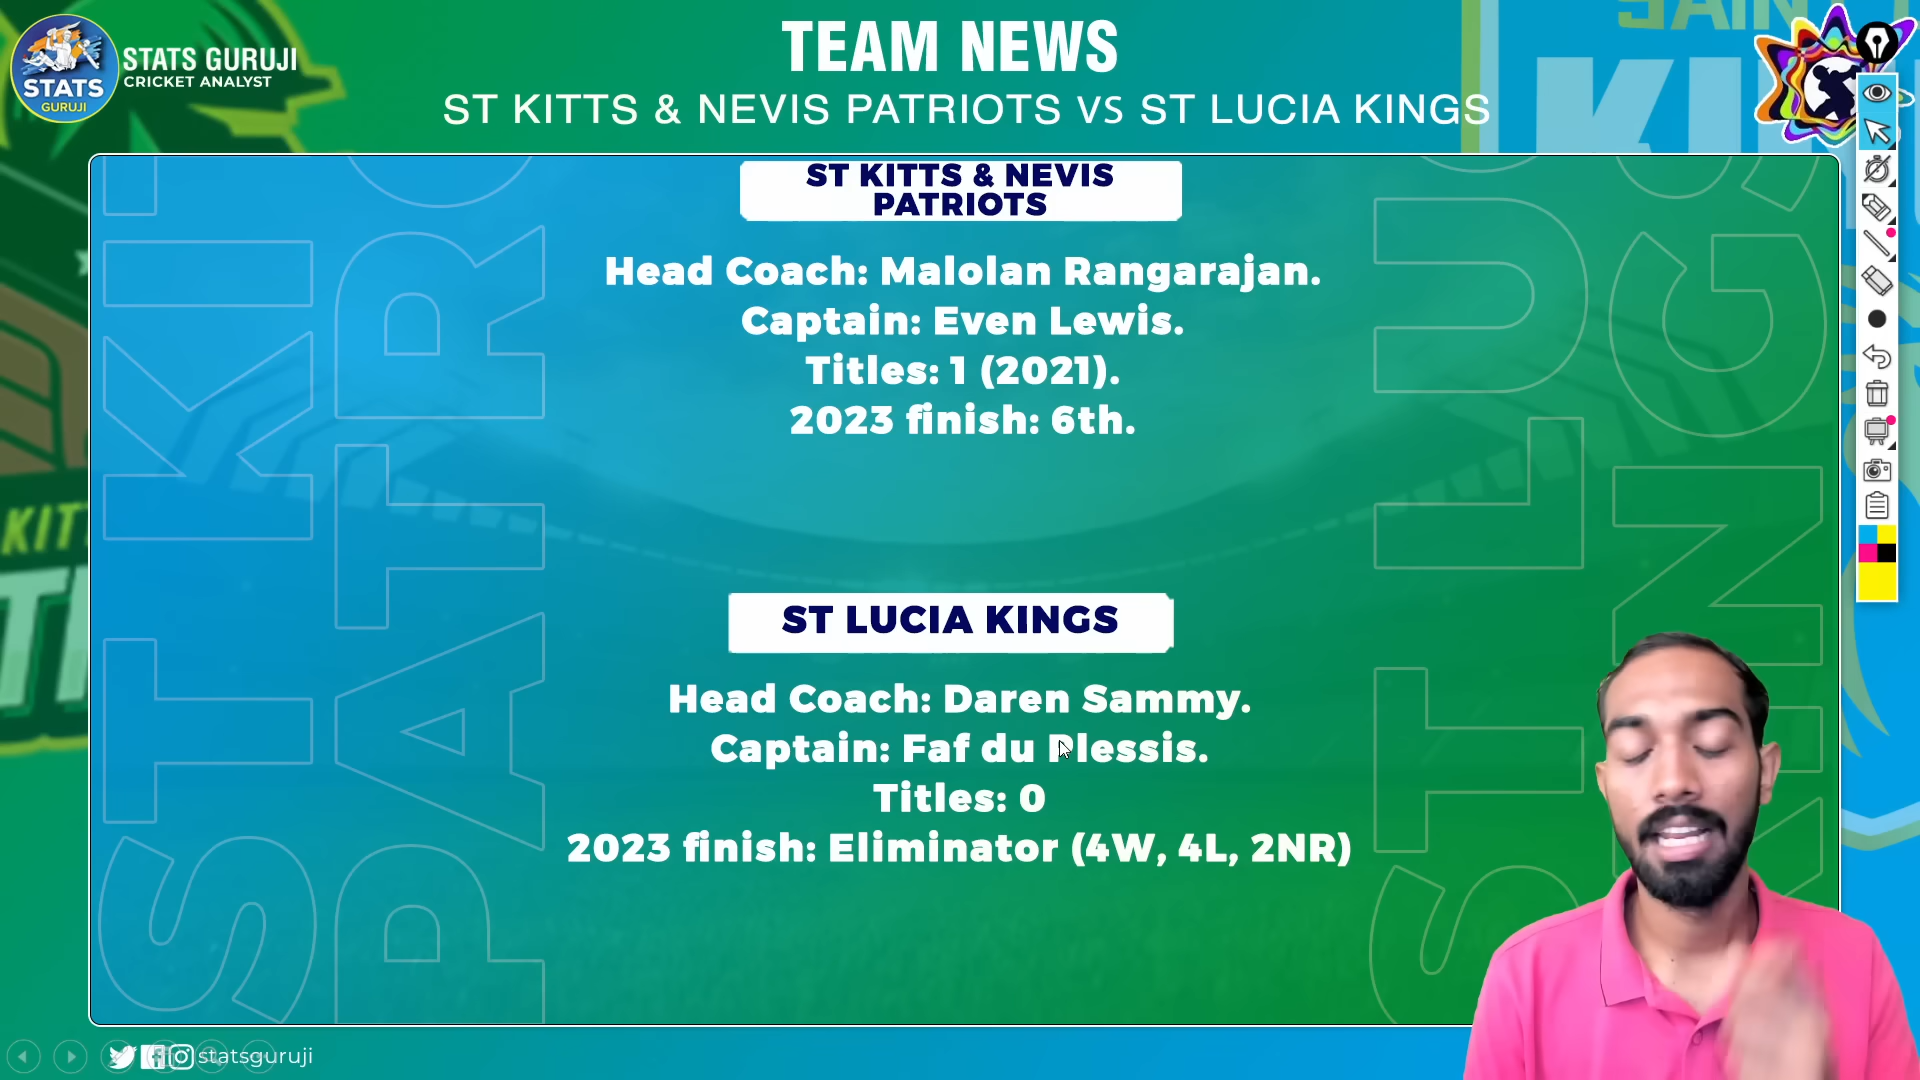 STATS
GURUJI
STATS GURUJI
CRICKET ANALYST
TEAM NEWS
ST KITTS & NEVIS PATRIOTS VS ST LUCIA KINGS
ST KITTS & NEVIS
PATRIOTS
Head Coach: Malolan Rangarajan.
Captain: Even Lewis.
Titles: 1 (2021).
2023 finish: 6th.
ST LUCIA KINGS
Head Coach: Daren Sammy.
Captain: Faf du Plessis.
Titles: 0
2023 finish: Eliminator (4W, 4L, 2NR)
statsguruji